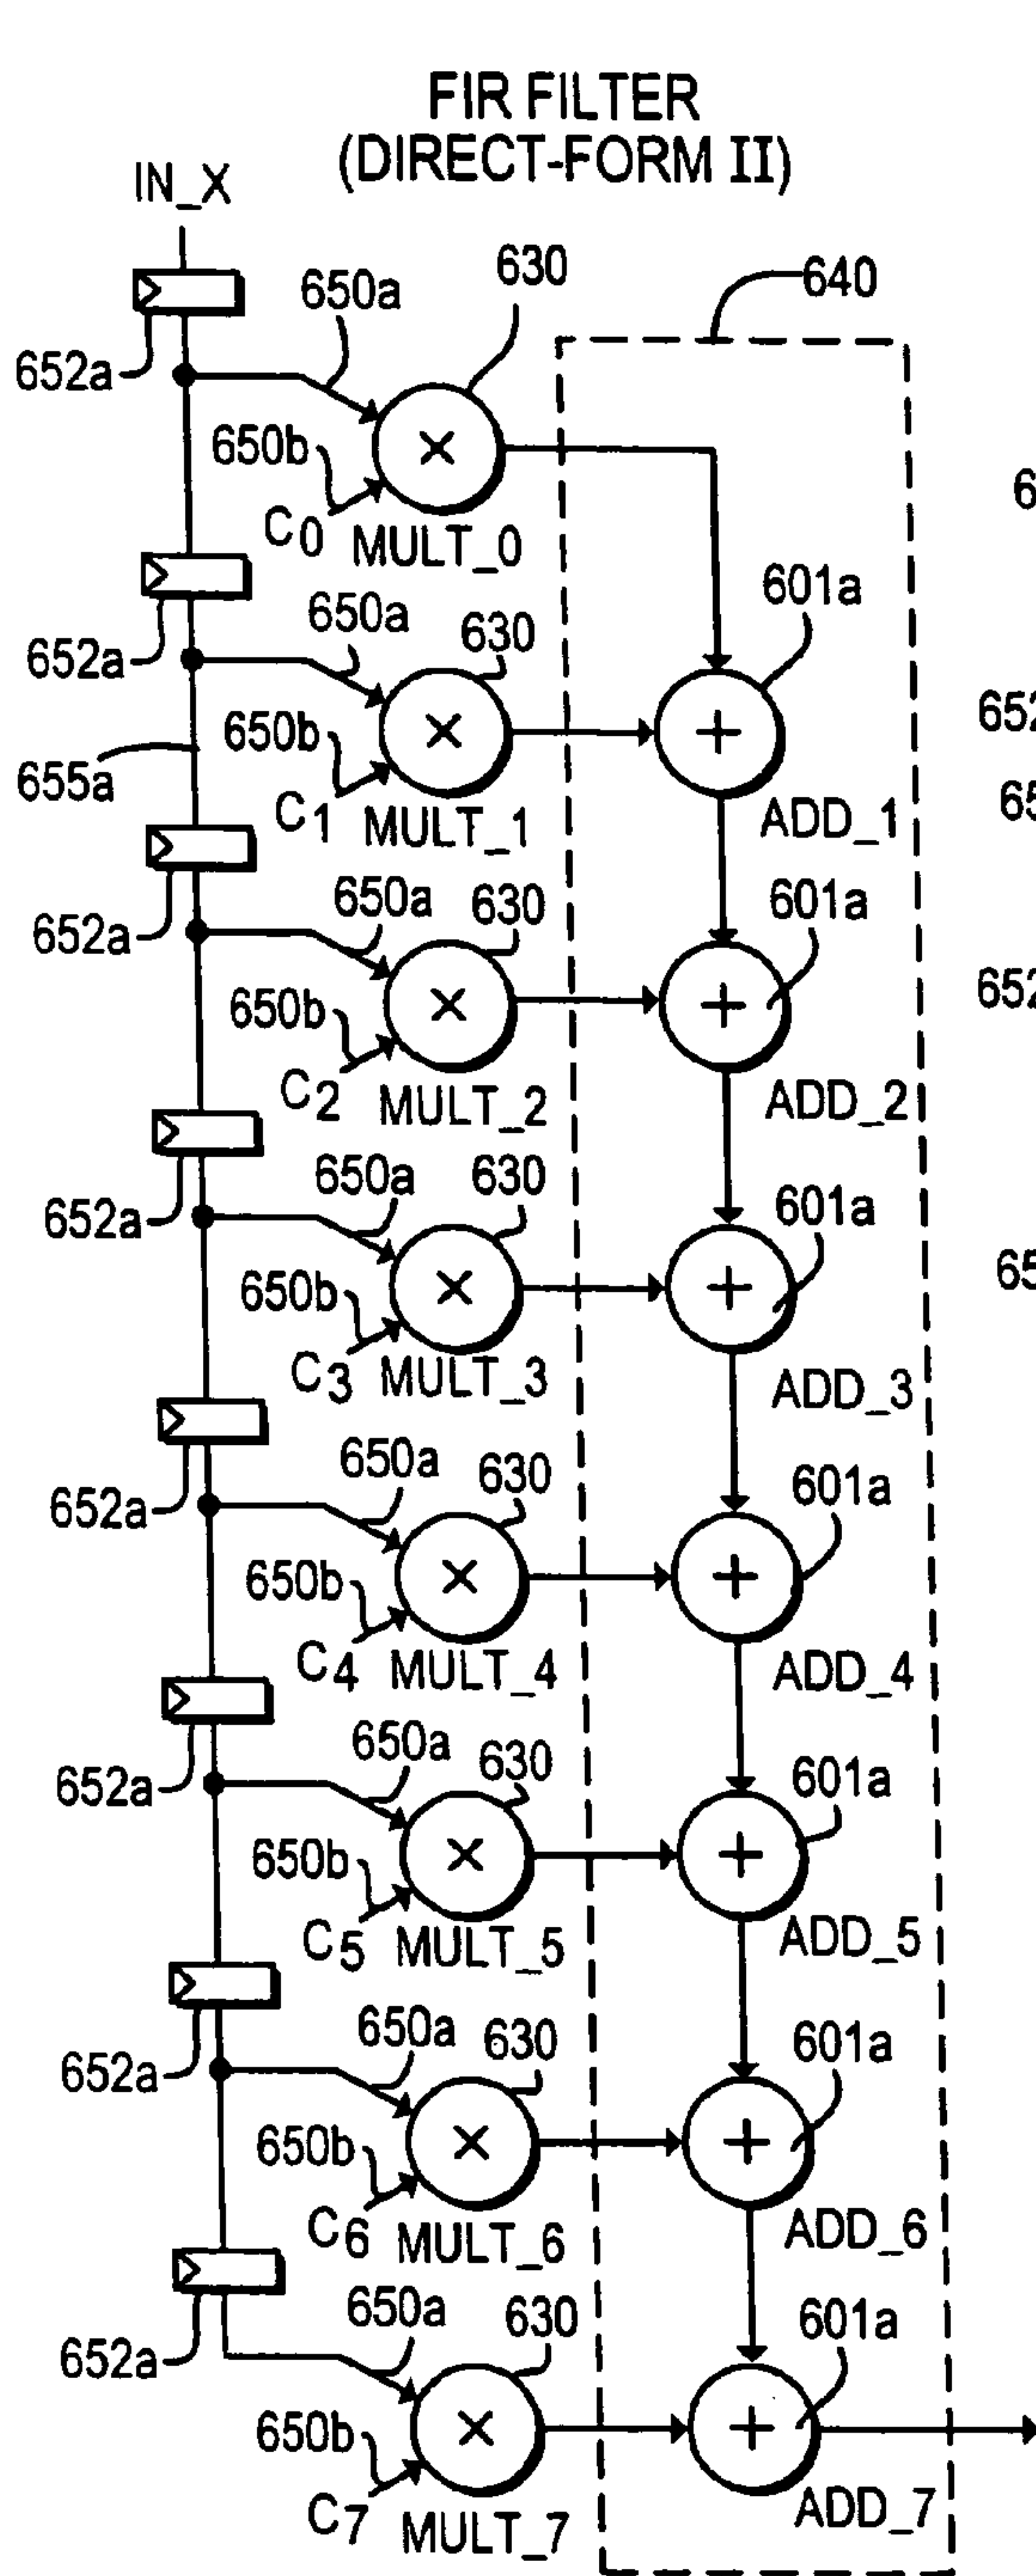 FIR FILTER
(DIRECT-FORM II)
IN_X
630
640
650a
652a
650b
C0 MULT_0
601a
650a
630
652a
650b
655a
C1 MULT_1
ADD_1
650a
630
601a
652a
650b
C2 MULT_2
ADD_2
650a
630
601a
652a
650b
C3 MULT_3
ADD_3
650a
630
601a
652a
650b
C4 MULT_4
ADD_4
650a
630
601a
652a
650b
C5 MULT_5
ADD_5
650a
630
601a
652a
650b
C6 MULT_6
ADD_6
650a
630
601a
652a
650b
C7 MULT_7
ADD_7